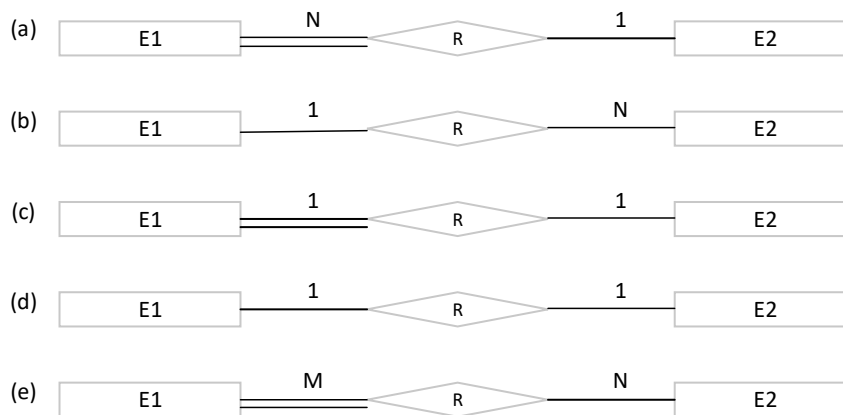 N 1
(a) E1 R E2
1 N
(b) E1 R E2
1 1
(c) E1 R E2
1 1
(d) E1 R E2
M N
(e) E1 R E2